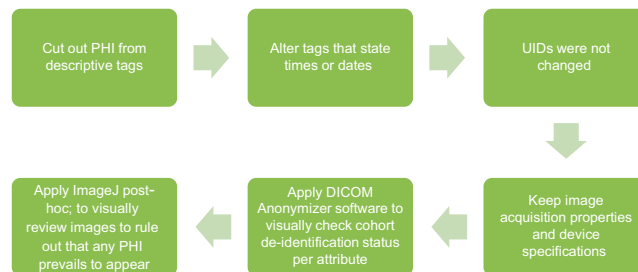 Cut out PHI from
descriptive tags
Alter tags that state
times or dates
UIDs were not
changed
Keep image
acquisition properties
and device
specifications
Apply DICOM
Anonymizer software to
visually check cohort
de-identification status
per attribute
Apply ImageJ post-
hoc; to visually
review images to rule
out that any PHI
prevails to appear